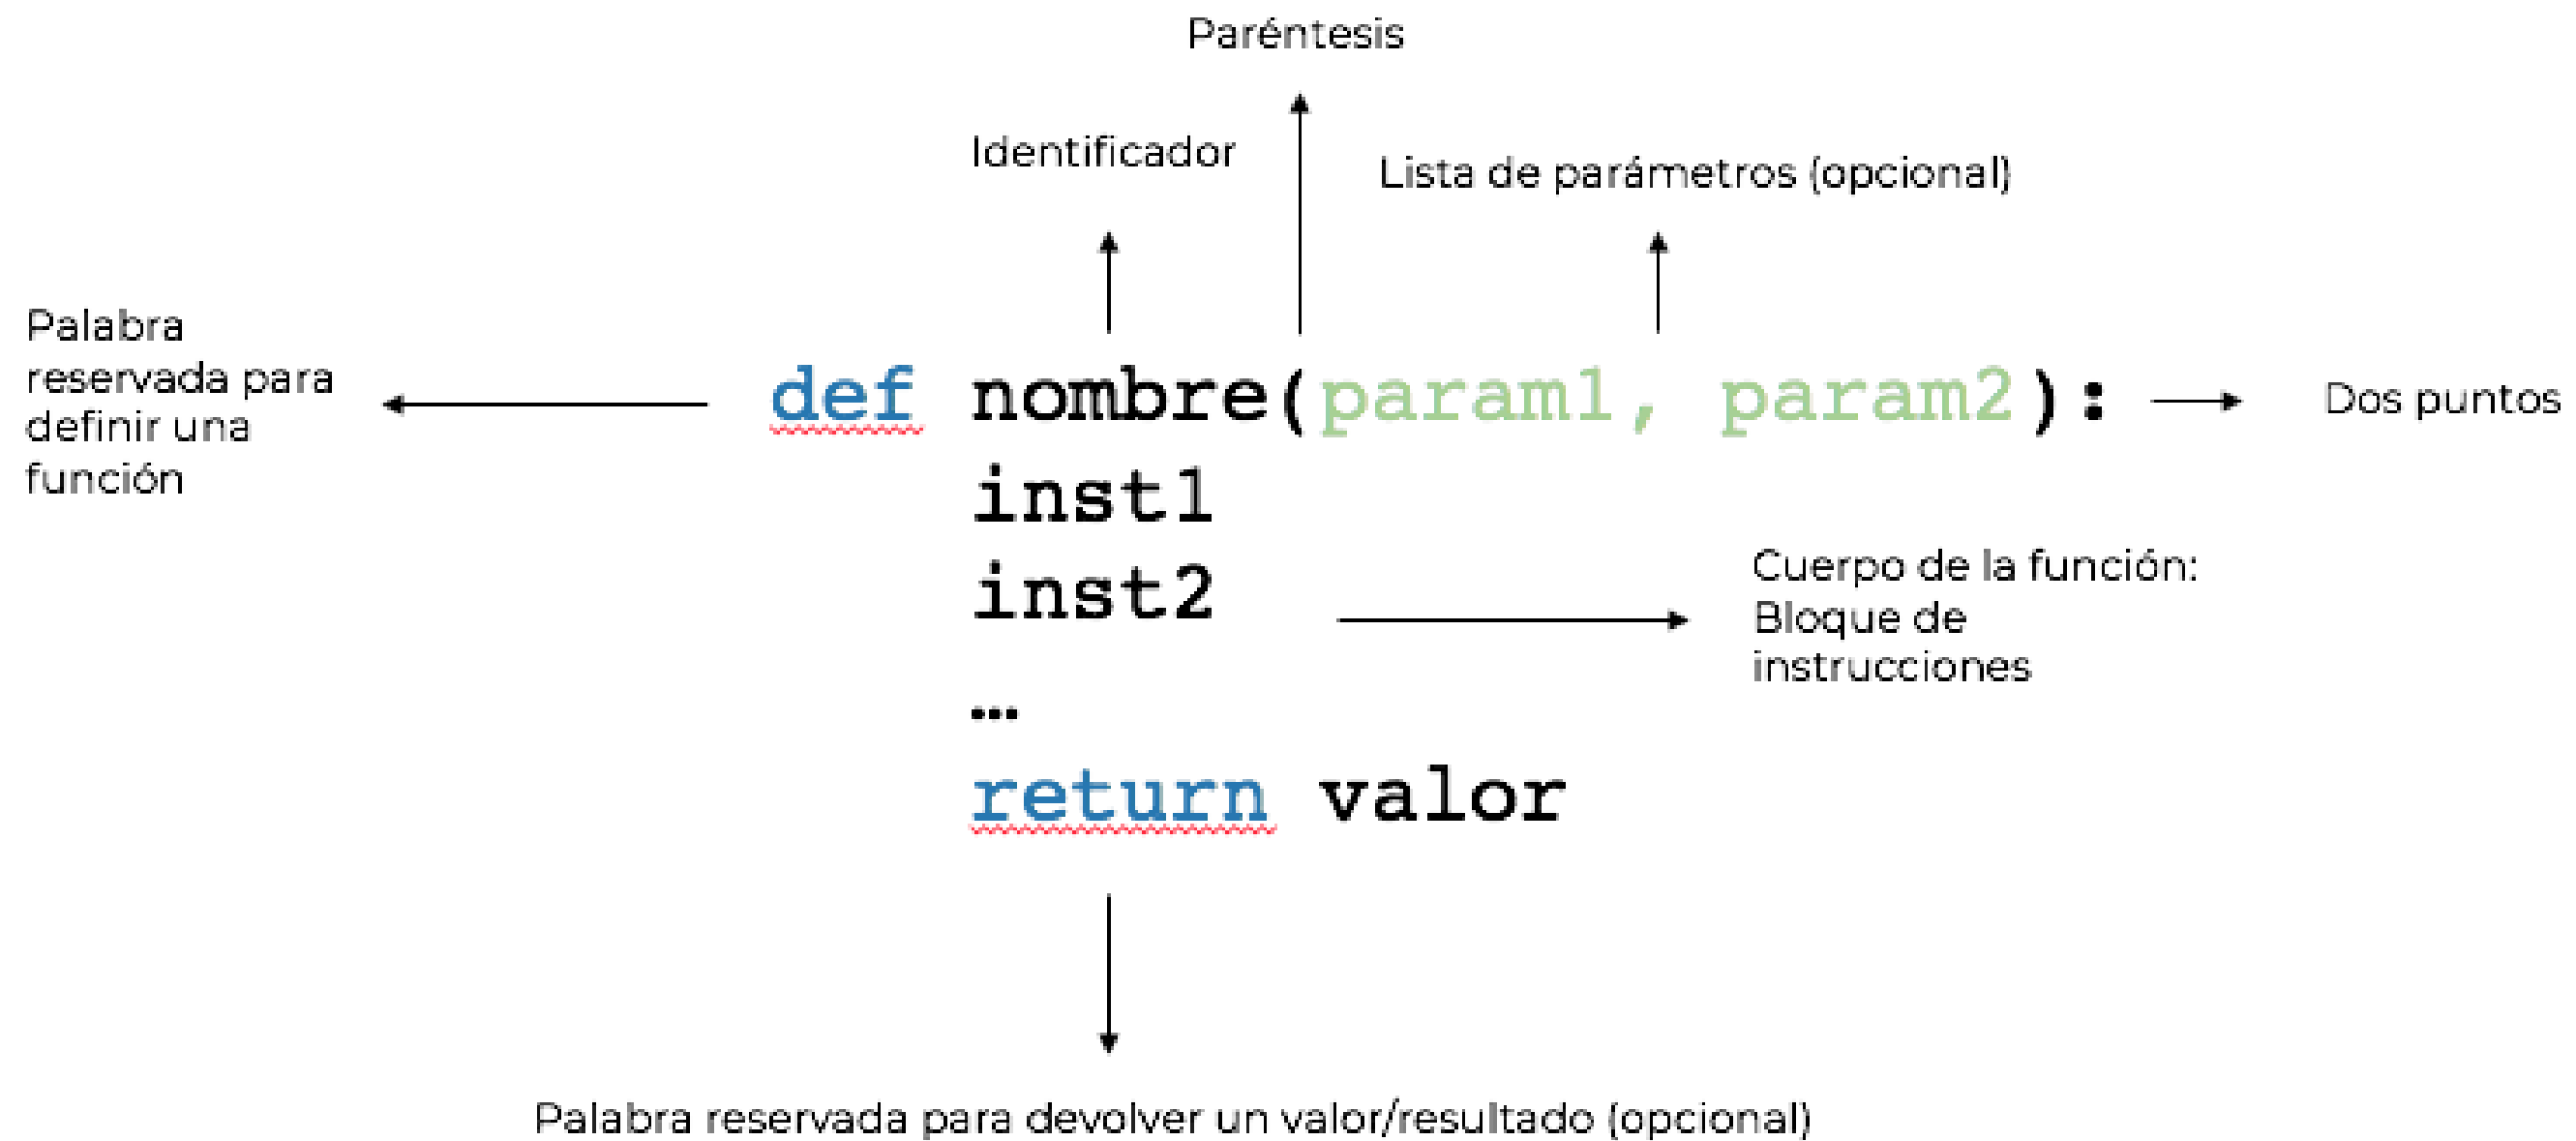 Paréntesis
Identificador
Lista de parámetros (opcional)
Palabra
reservada para
definir una
función
def nombre(param1, param2):
Dos puntos
inst1
inst2
...
return valor
Cuerpo de la función:
Bloque de
instrucciones
Palabra reservada para devolver un valor/resultado (opcional)